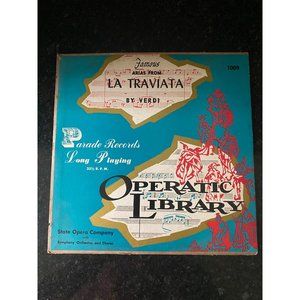 Famous
1009
ARIAS FROM
LA TRAVIATA
BY VERDI
Parade Records
Long Playing
33⅓ R.P.M.
OPERATIC
LIBRARY
State Opera Company
with
Symphony Orchestra and Chorus